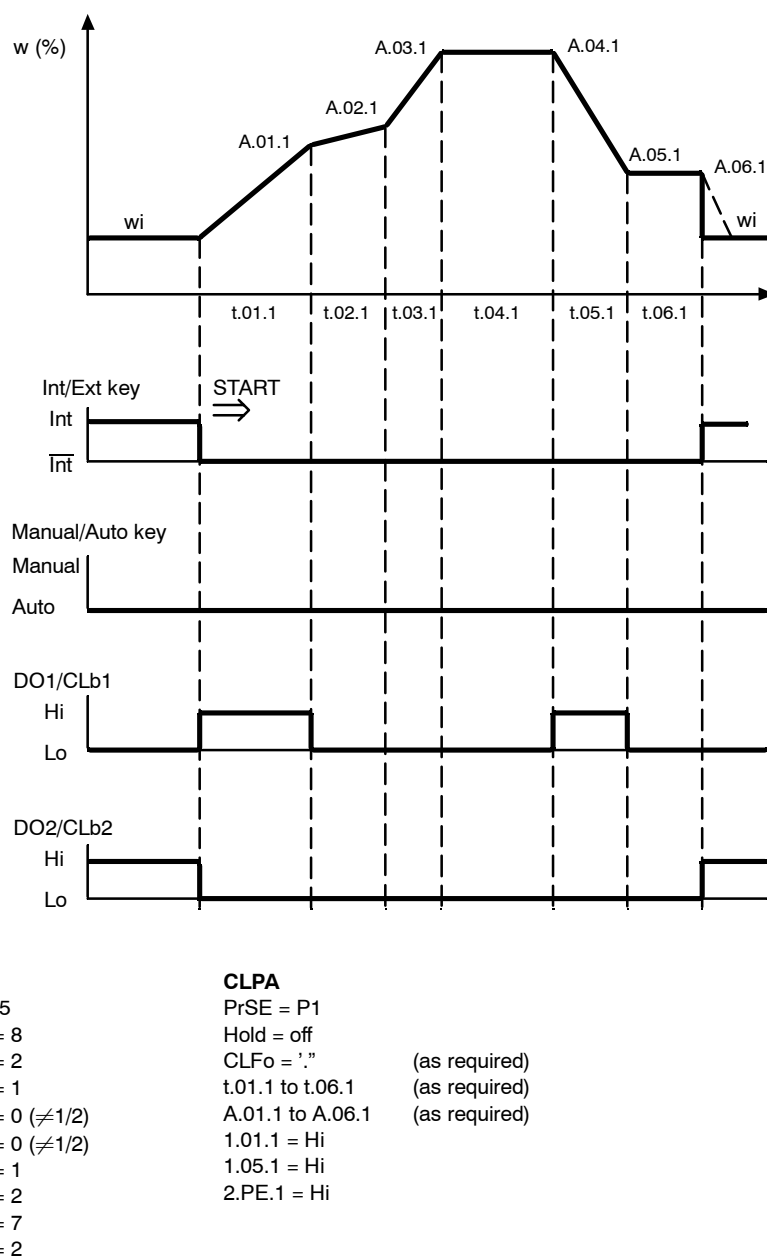 w (%)
A.03.1
A.04.1
A.02.1
A.01.1
A.05.1
A.06.1
wi
wi
t.01.1
t.02.1
t.03.1
t.04.1
t.05.1
t.06.1
Int/Ext key
START
Int
Int
Manual/Auto key
Manual
Auto
DO1/CLb1
Hi
Lo
DO2/CLb2
Hi
Lo
5
= 8
= 2
= 1
= 0 (≠1/2)
= 0 (≠1/2)
= 1
= 2
= 7
= 2
CLPA
PrSE = P1
Hold = off
CLFo = '.” (as required)
t.01.1 to t.06.1 (as required)
A.01.1 to A.06.1 (as required)
1.01.1 = Hi
1.05.1 = Hi
2.PE.1 = Hi